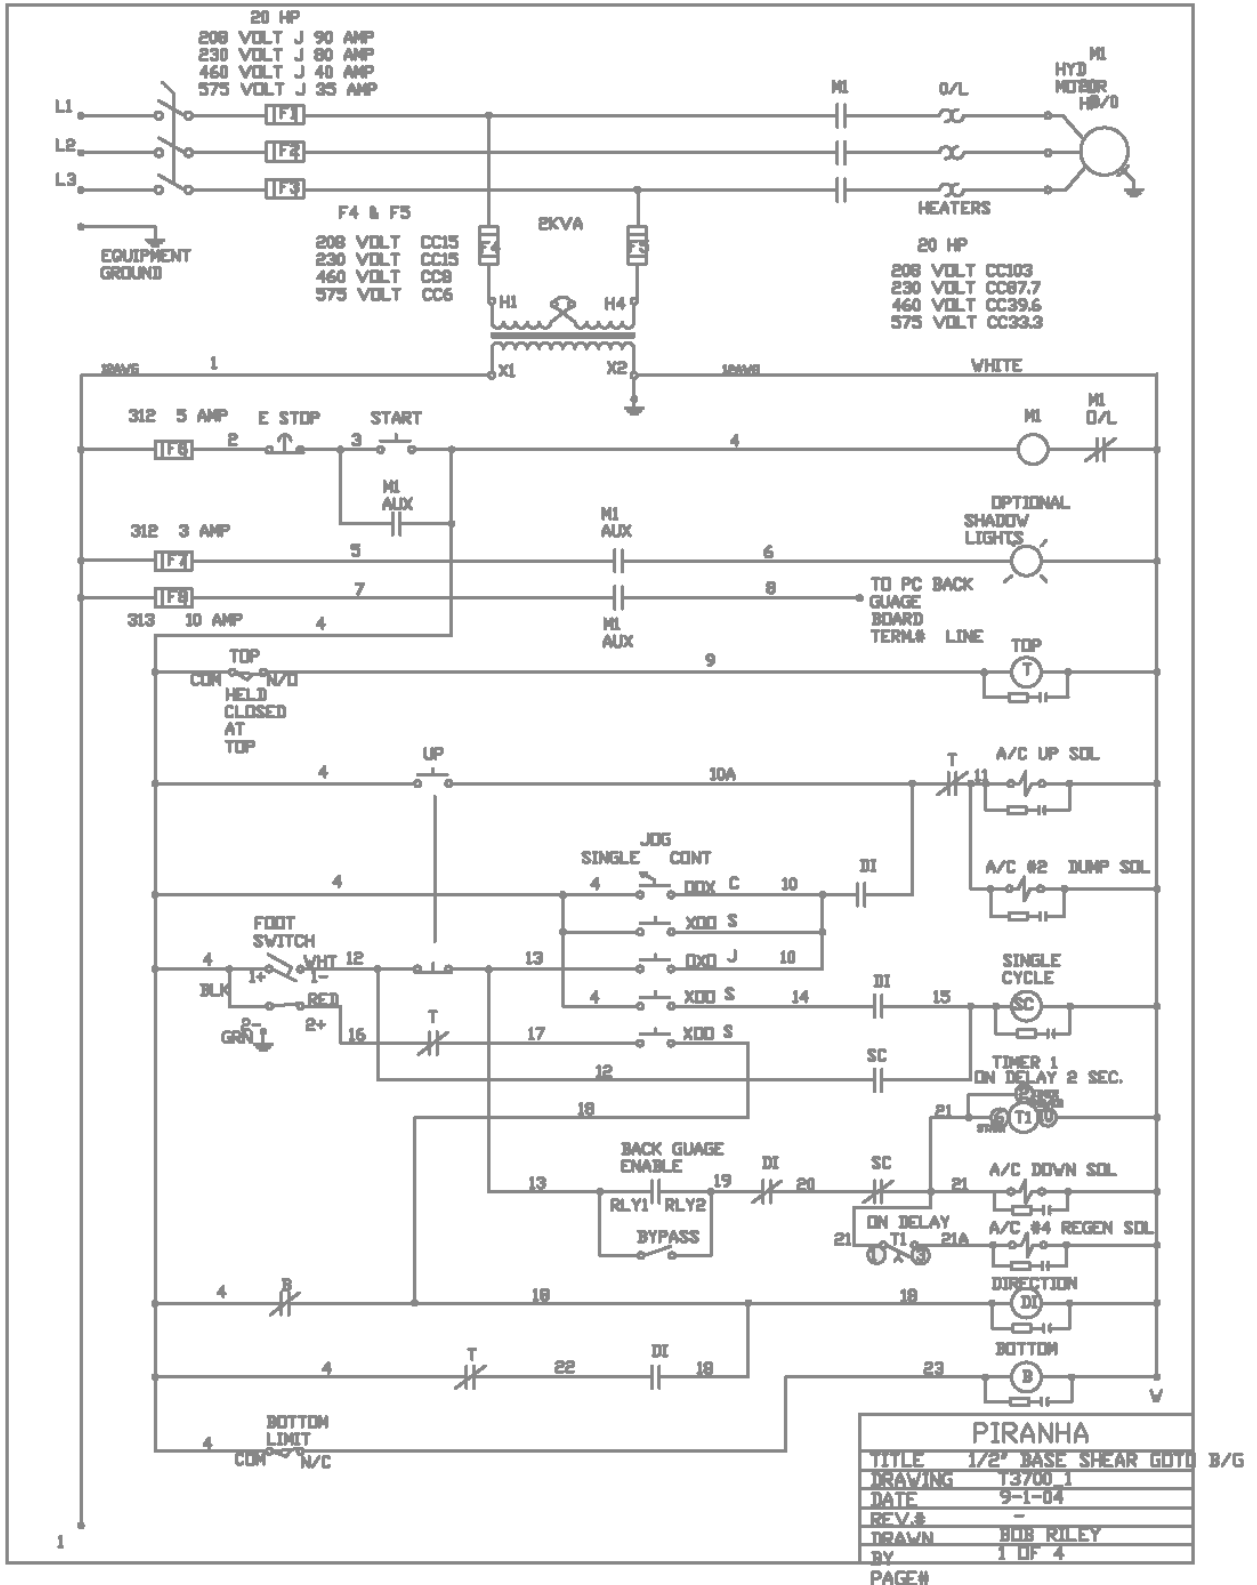 20 HP
208 VOLT J 90 AMP
230 VOLT J 80 AMP
460 VOLT J 40 AMP
575 VOLT J 35 AMP
M1
HYD
MOTOR
M1
O/L
L1
F1
L2
F2
L3
F3
HEATERS
F4 & F5
208 VOLT CC15
230 VOLT CC15
460 VOLT CC8
575 VOLT CC6
2KVA
F4
F5
EQUIPMENT
GROUND
20 HP
208 VOLT CC103
230 VOLT CC87.7
460 VOLT CC39.6
575 VOLT CC33.3
H1
H4
12AWG
1
X1
X2
12AWG
WHITE
312 5 AMP
E STOP
START
M1
M1
O/L
F6
2
3
4
M1
AUX
OPTIONAL
SHADOW
LIGHTS
312 3 AMP
M1
AUX
F7
5
6
F8
7
8
TO PC BACK
GUAGE
BOARD
TERM.# LINE
313 10 AMP
4
M1
AUX
TOP
COM
N/O
HELD
CLOSED
AT
TOP
9
TOP
T
UP
4
10A
T
11
A/C UP SOL
JOG
SINGLE CONT
DI
A/C #2 DUMP SOL
4
4
OOX C
10
XOO S
FOOT
SWITCH
4
WHT
12
13
OXO J
10
1+
1-
BLK
RED
2-
2+
GRN
4
XOO S
14
DI
15
SINGLE
CYCLE
SC
16
T
17
XOO S
12
SC
TIMER 1
ON DELAY 2 SEC.
18
21
T1
BACK GUAGE
ENABLE
13
RLY1
RLY2
19
DI
20
SC
21
A/C DOWN SOL
BYPASS
ON DELAY
21
T1
1
3
21A
A/C #4 REGEN SOL
4
B
18
18
DIRECTION
DI
4
T
22
DI
18
BOTTOM
23
B
W
4
BOTTOM
LIMIT
COM
N/C
1
PIRANHA
TITLE 1/2" BASE SHEAR GOTO B/G
DRAWING T3700_1
DATE 9-1-04
REV.# -
DRAWN BOB RILEY
BY 1 OF 4
PAGE#